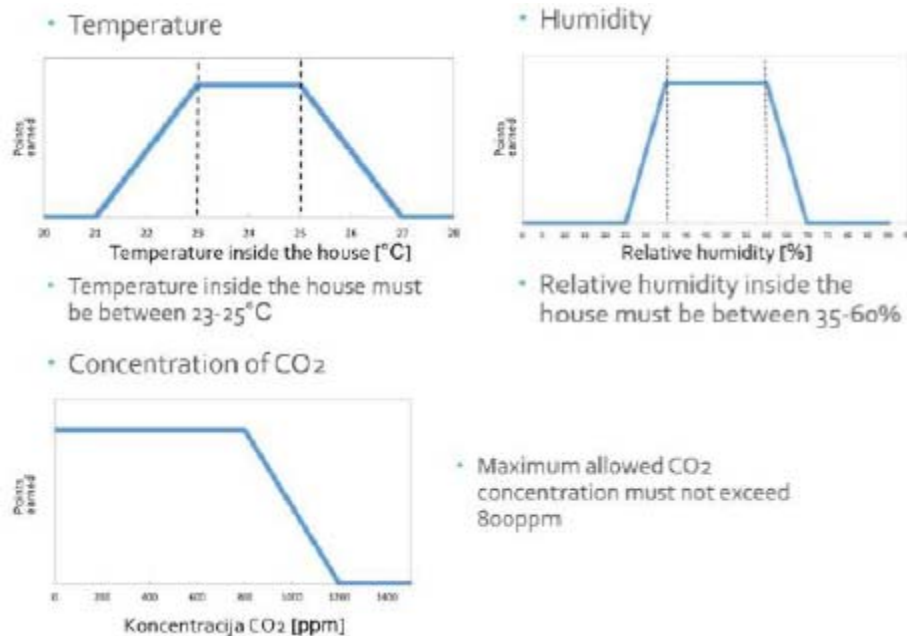 Temperature
Points
earned
20 21 22 23 24 25 26 27 28
Temperature inside the house [°C]
Temperature inside the house must
be between 23-25°C
Humidity
Points
earned
Relative humidity [%]
Relative humidity inside the
house must be between 35-60%
Concentration of CO2
Points
earned
0 200 400 600 800 1000 1200 1400
Koncentracija CO2 [ppm]
Maximum allowed CO2
concentration must not exceed
800ppm